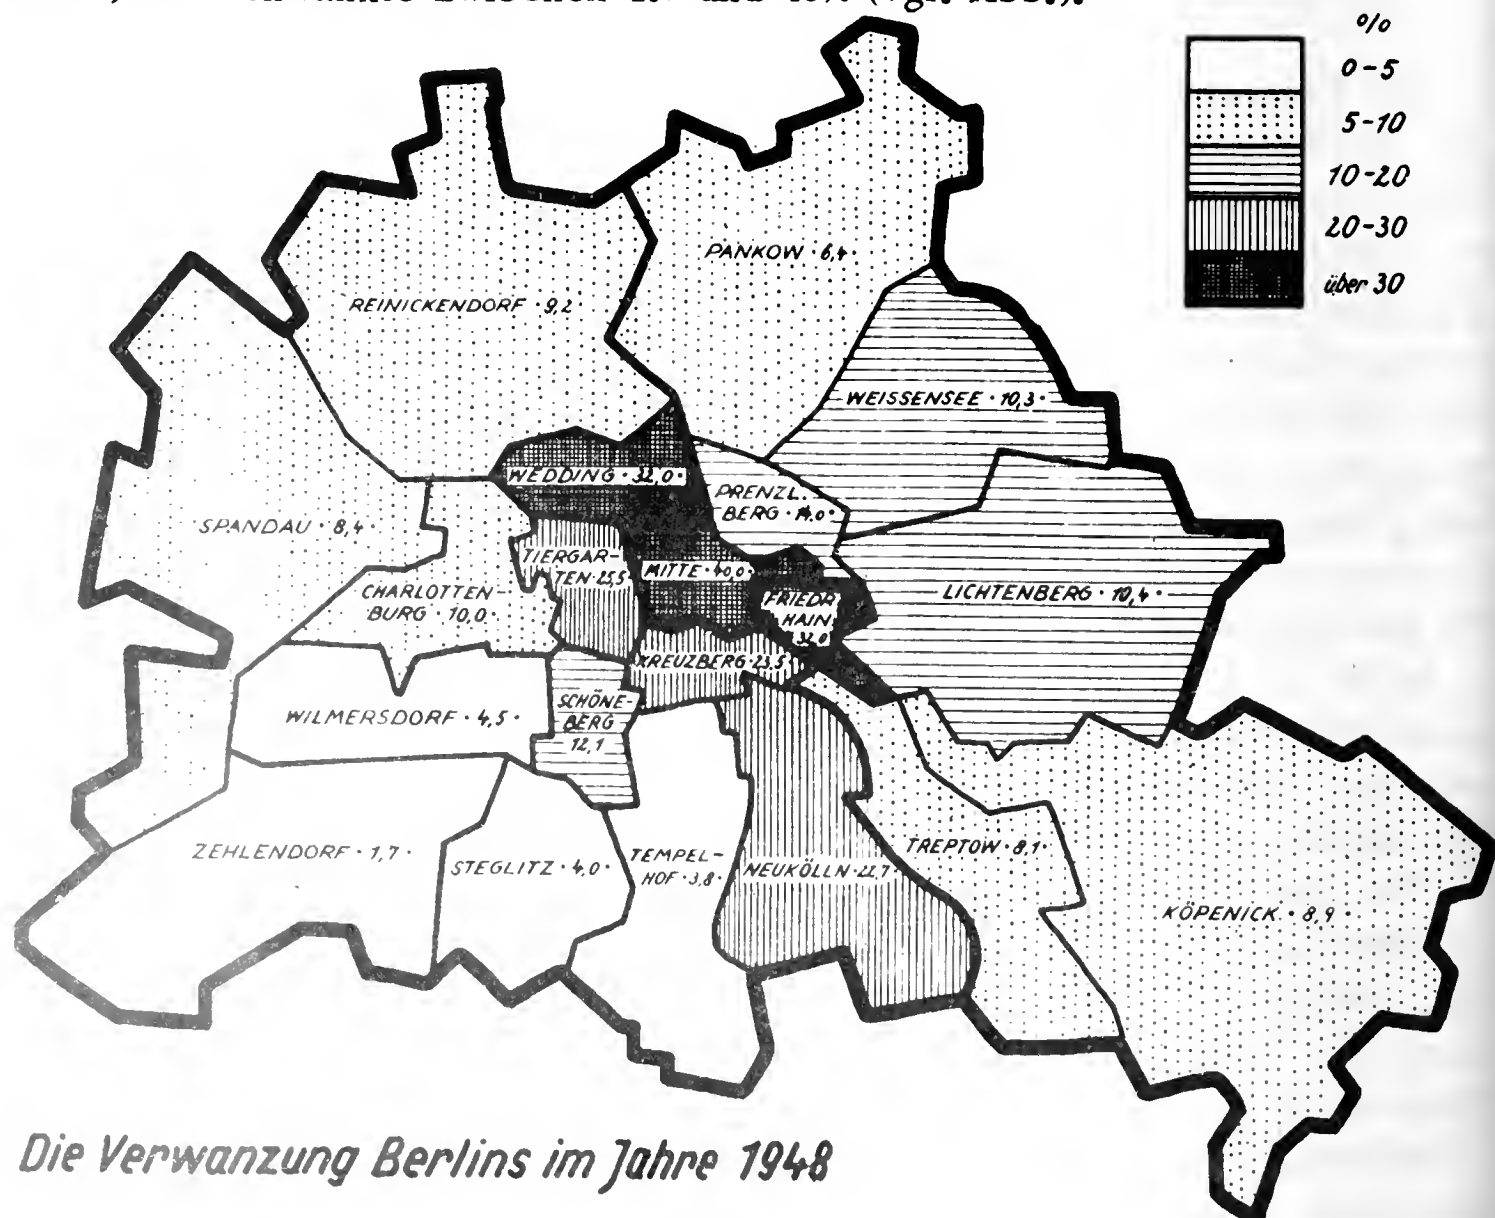 zwischen
und
(vgl. Abb.).
%
0-5
5-10
10-20
20-30
über 30
PANKOW · 6,4 ·
REINICKENDORF · 9,2
WEISSENSEE · 10,3 ·
WEDDING · 32,0 ·
PRENZL.
BERG · 14,0 ·
SPANDAU · 8,4
TIERGAR-
TEN · 25,5
MITTE · 40,0 ·
CHARLOTTEN
BURG · 10,0 ·
FRIEDR
HAIN
32,0
LICHTENBERG · 10,4 ·
KREUZBERG · 23,5
SCHÖNE-
BERG
12,1
WILMERSDORF · 4,5 ·
ZEHLENDORF · 1,7 ·
STEGLITZ · 4,0 ·
TEMPEL-
HOF · 3,8 ·
NEUKÖLLN · 22,7
TREPTOW · 8,1 ·
KÖPENICK · 8,9 ·
Die Verwanzung Berlins im Jahre 1948